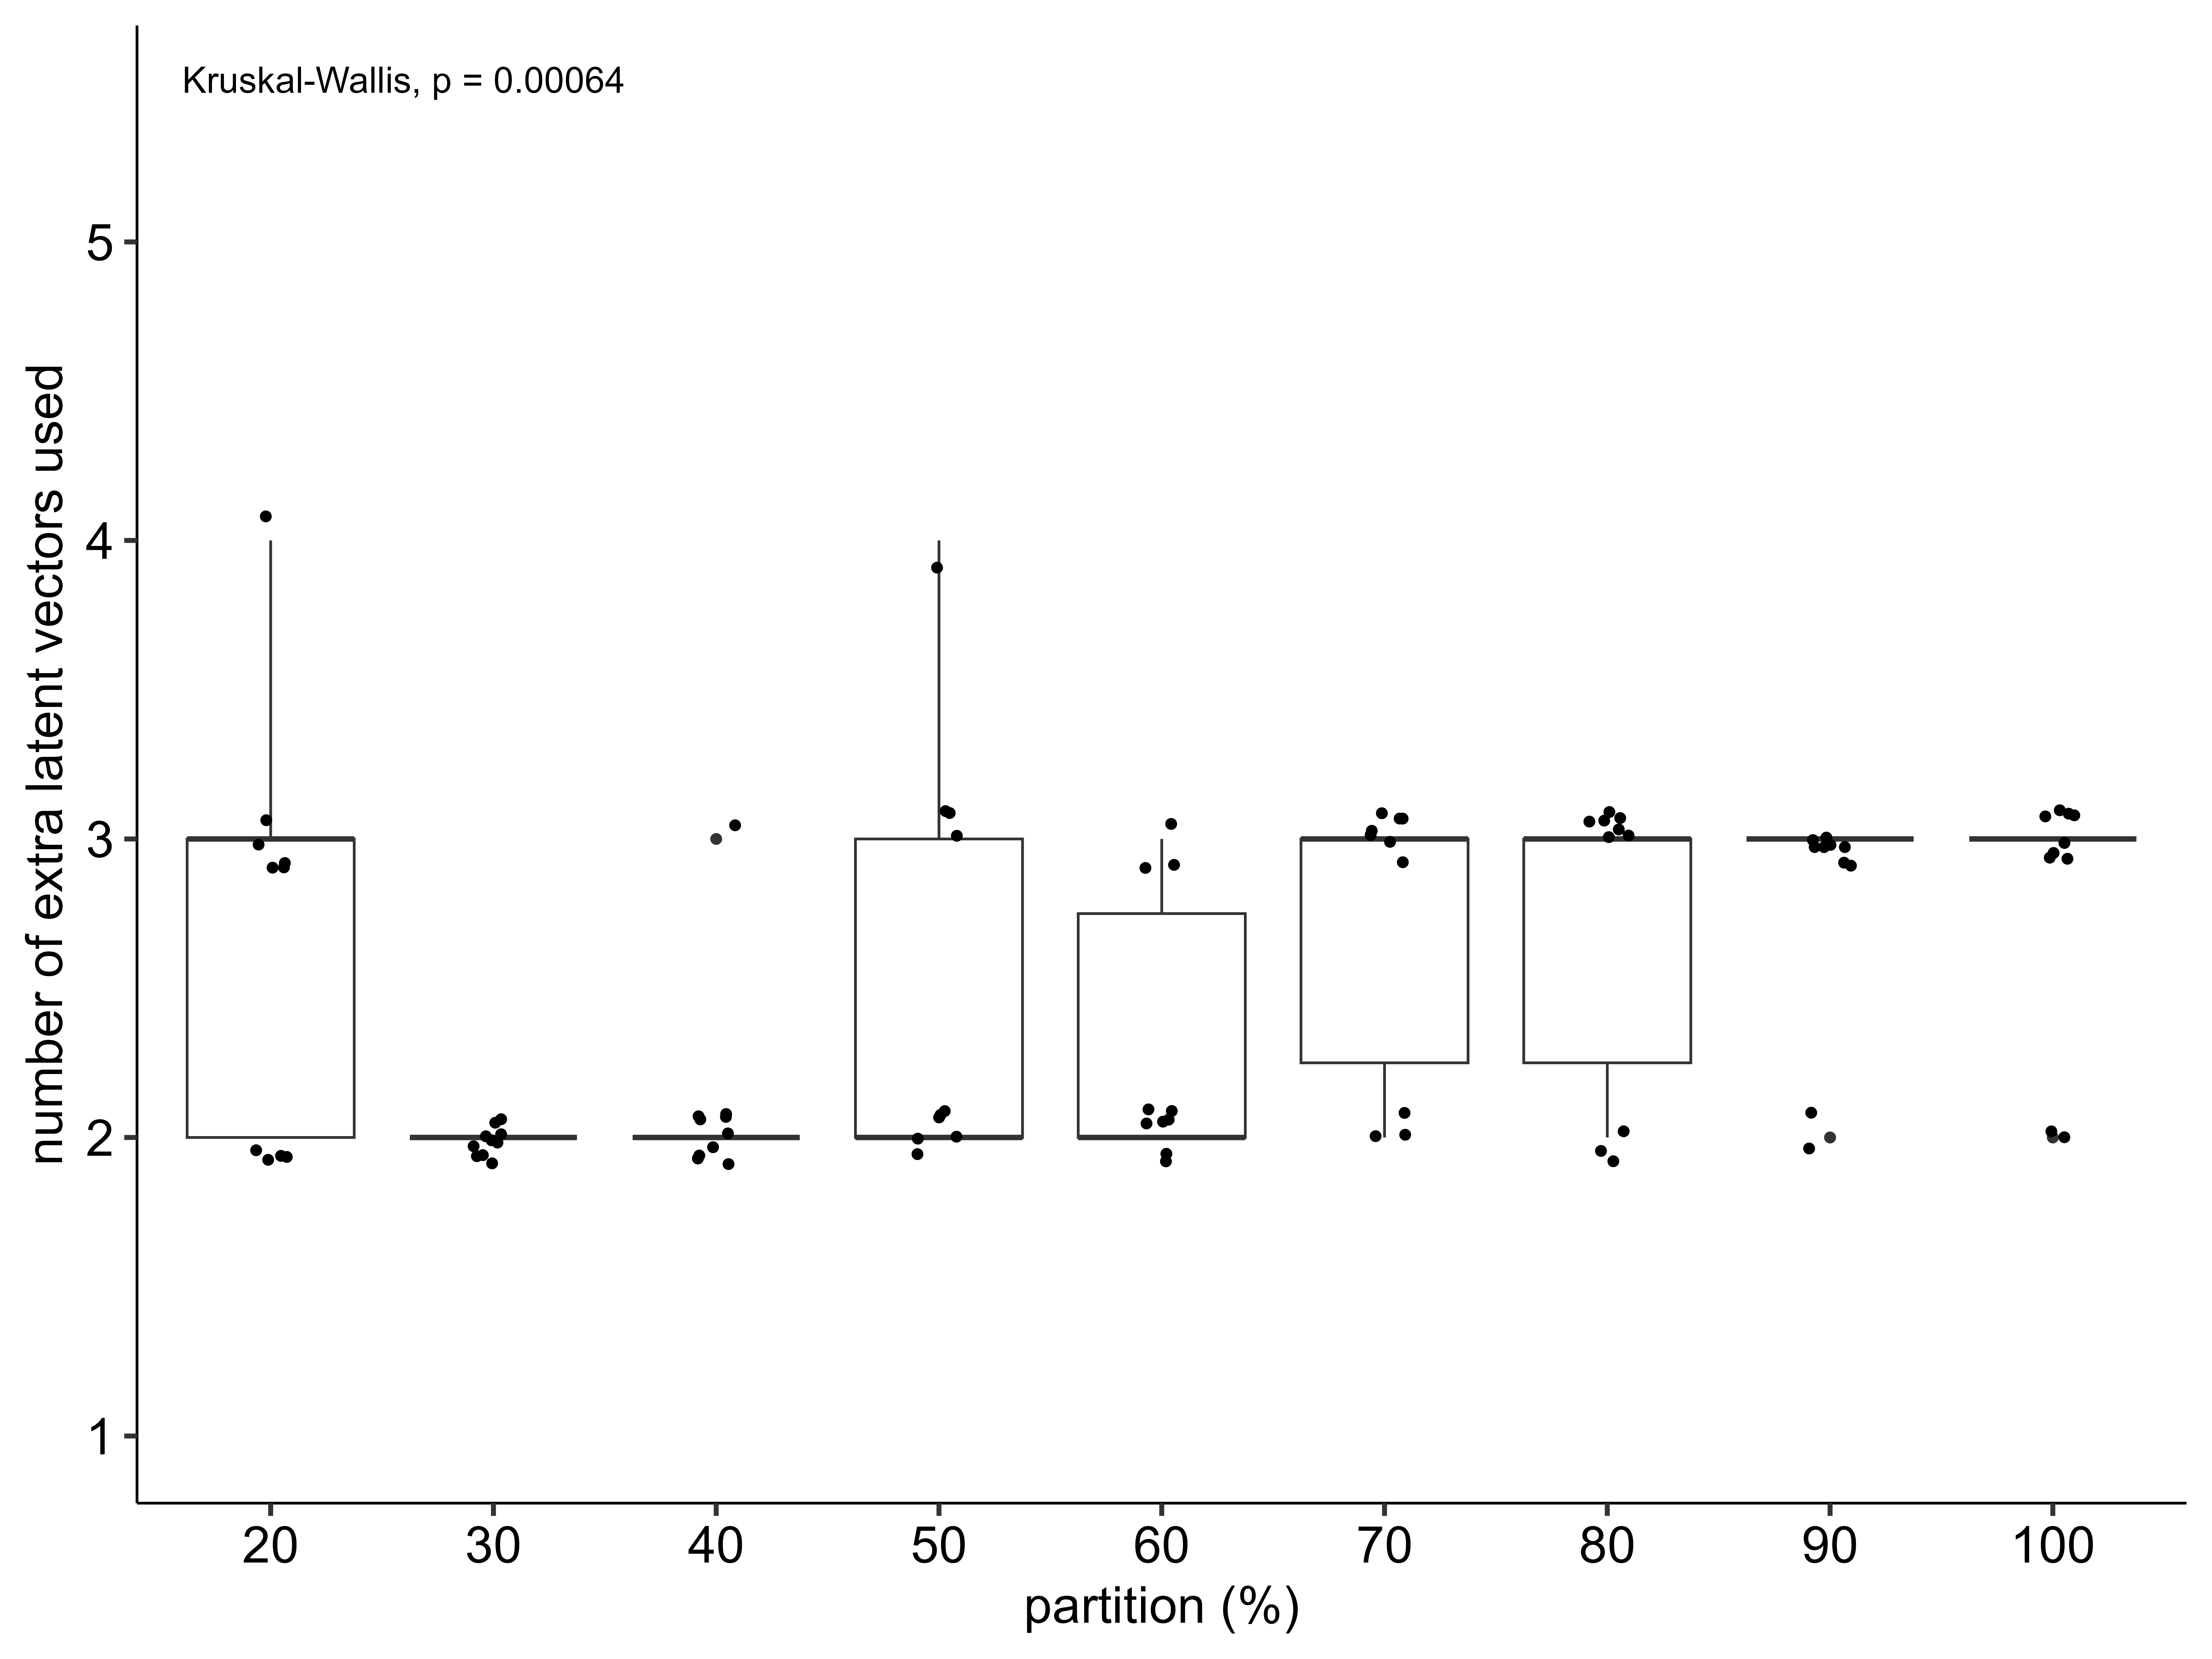 Kruskal-Wallis, p = 0.00064
number of extra latent vectors used
5
4
3
2
1
20 30 40 50 60 70 80 90 100
partition (%)